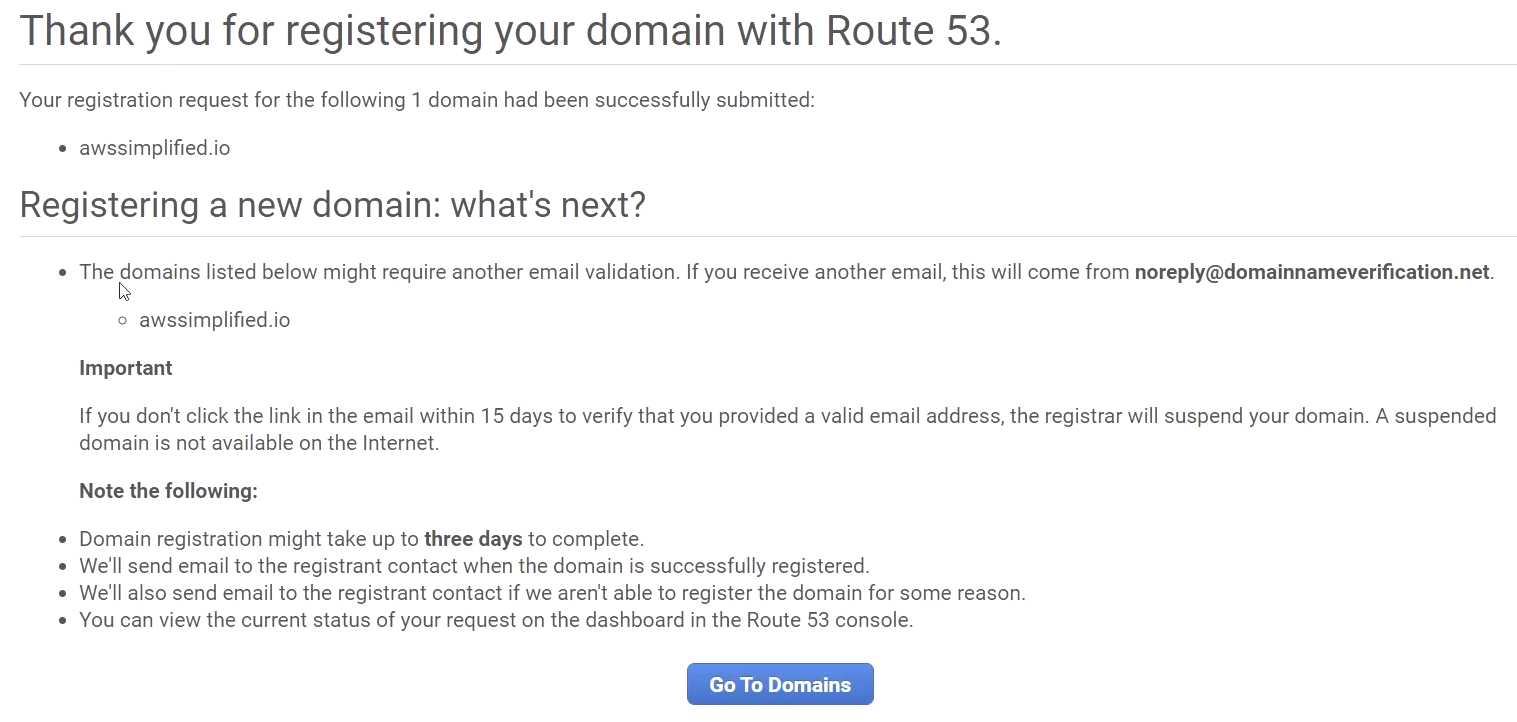 Thank you for registering your domain with Route 53.
Your registration request for the following 1 domain had been successfully submitted:
awssimplified.io
Registering a new domain: what's next?
The domains listed below might require another email validation. If you receive another email, this will come from noreply@domainnameverification.net.
awssimplified.io
Important
If you don't click the link in the email within 15 days to verify that you provided a valid email address, the registrar will suspend your domain. A suspended
domain is not available on the Internet.
Note the following:
Domain registration might take up to three days to complete.
We'll send email to the registrant contact when the domain is successfully registered.
We'll also send email to the registrant contact if we aren't able to register the domain for some reason.
You can view the current status of your request on the dashboard in the Route 53 console.
Go To Domains